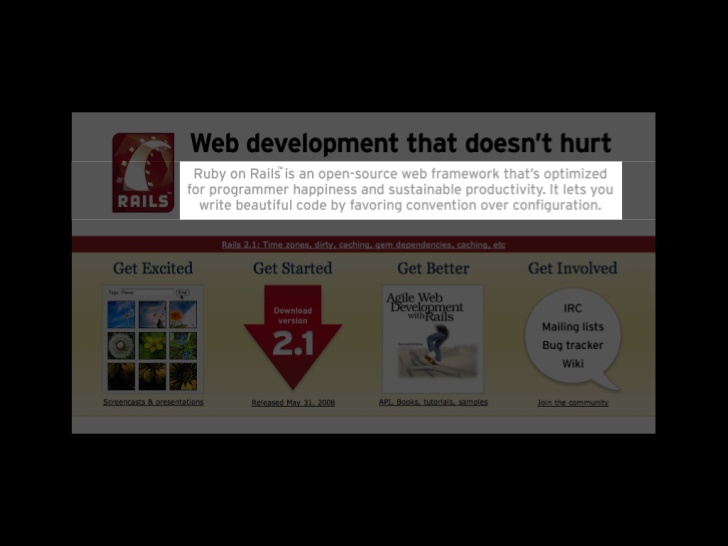 Web development that doesn't hurt
Ruby on Rails™ is an open-source web framework that's optimized
for programmer happiness and sustainable productivity. It lets you
write beautiful code by favoring convention over configuration.
RAILS
Rails 2.1: Time zones, dirty, caching, gem dependencies, caching, etc
Get Excited
Get Started
Get Better
Get Involved
Download
version
2.1
Agile Web
Development
with Rails
IRC
Mailing lists
Bug tracker
Wiki
Screencasts & presentations
Released May 31, 2008
API, Books, tutorials, samples
Join the community